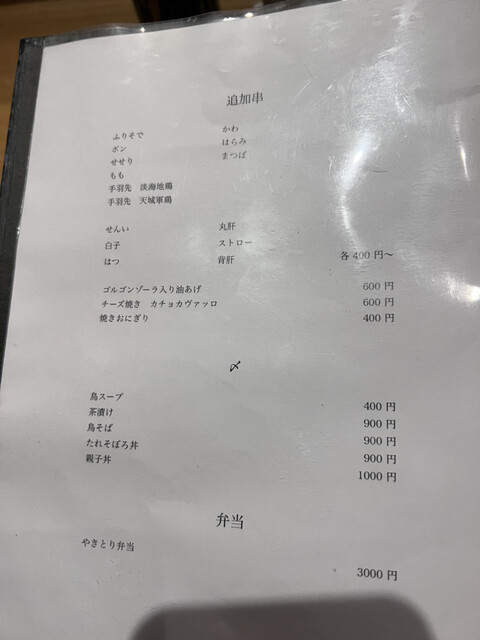 追加串
ふりそで かわ
ボン はらみ
せせり まつば
もも
手羽先 淡海地鶏
手羽先 天城軍鶏
せんい 丸肝
白子 ストロー
はつ 背肝 各 400 円～
ゴルゴンゾーラ入り油あげ 600 円
チーズ焼き カチョカヴァッロ 600 円
焼きおにぎり 400 円
〆
鳥スープ 400 円
茶漬け 900 円
鳥そば 900 円
たれそぼろ丼 900 円
親子丼 1000 円
弁当
やきとり弁当 3000 円